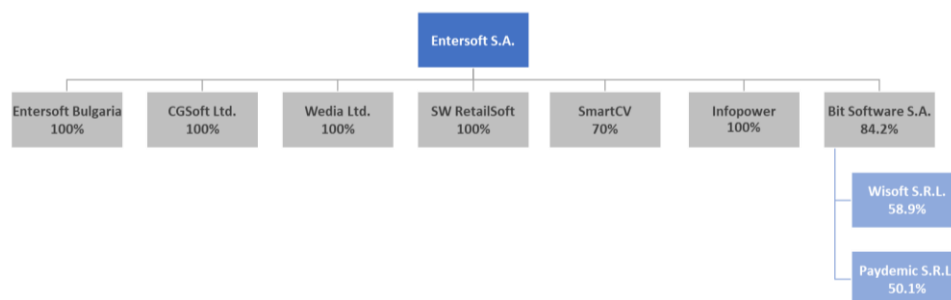 Entersoft S.A.
Entersoft Bulgaria
100%
CGSoft Ltd.
100%
Wedia Ltd.
100%
SW RetailSoft
100%
SmartCV
70%
Infopower
100%
Bit Software S.A.
84.2%
Wisoft S.R.L.
58.9%
Paydemic S.R.L
50.1%